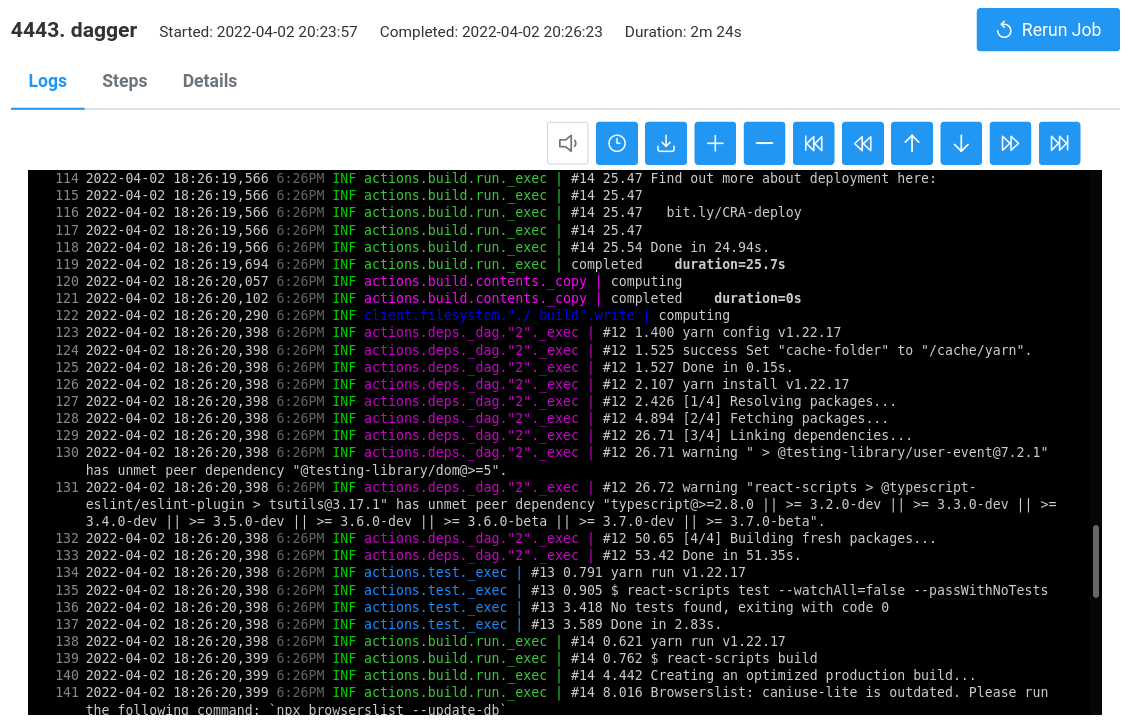 4443. dagger Started: 2022-04-02 20:23:57 Completed: 2022-04-02 20:26:23 Duration: 2m 24s Rerun Job
Logs Steps Details
114 2022-04-02 18:26:19,566 6:26PM INF actions.build.run._exec | #14 25.47 Find out more about deployment here:
115 2022-04-02 18:26:19,566 6:26PM INF actions.build.run._exec | #14 25.47
116 2022-04-02 18:26:19,566 6:26PM INF actions.build.run._exec | #14 25.47   bit.ly/CRA-deploy
117 2022-04-02 18:26:19,566 6:26PM INF actions.build.run._exec | #14 25.47
118 2022-04-02 18:26:19,566 6:26PM INF actions.build.run._exec | #14 25.54 Done in 24.94s.
119 2022-04-02 18:26:19,694 6:26PM INF actions.build.run._exec | completed    duration=25.7s
120 2022-04-02 18:26:20,057 6:26PM INF actions.build.contents._copy | computing
121 2022-04-02 18:26:20,102 6:26PM INF actions.build.contents._copy | completed    duration=0s
122 2022-04-02 18:26:20,290 6:26PM INF client.filesystem."./_build".write | computing
123 2022-04-02 18:26:20,398 6:26PM INF actions.deps._dag."2"._exec | #12 1.400 yarn config v1.22.17
124 2022-04-02 18:26:20,398 6:26PM INF actions.deps._dag."2"._exec | #12 1.525 success Set "cache-folder" to "/cache/yarn".
125 2022-04-02 18:26:20,398 6:26PM INF actions.deps._dag."2"._exec | #12 1.527 Done in 0.15s.
126 2022-04-02 18:26:20,398 6:26PM INF actions.deps._dag."2"._exec | #12 2.107 yarn install v1.22.17
127 2022-04-02 18:26:20,398 6:26PM INF actions.deps._dag."2"._exec | #12 2.426 [1/4] Resolving packages...
128 2022-04-02 18:26:20,398 6:26PM INF actions.deps._dag."2"._exec | #12 4.894 [2/4] Fetching packages...
129 2022-04-02 18:26:20,398 6:26PM INF actions.deps._dag."2"._exec | #12 26.71 [3/4] Linking dependencies...
130 2022-04-02 18:26:20,398 6:26PM INF actions.deps._dag."2"._exec | #12 26.71 warning " > @testing-library/user-event@7.2.1"
has unmet peer dependency "@testing-library/dom@>=5".
131 2022-04-02 18:26:20,398 6:26PM INF actions.deps._dag."2"._exec | #12 26.72 warning "react-scripts > @typescript-
eslint/eslint-plugin > tsutils@3.17.1" has unmet peer dependency "typescript@>=2.8.0 || >= 3.2.0-dev || >= 3.3.0-dev || >=
3.4.0-dev || >= 3.5.0-dev || >= 3.6.0-dev || >= 3.6.0-beta || >= 3.7.0-dev || >= 3.7.0-beta".
132 2022-04-02 18:26:20,398 6:26PM INF actions.deps._dag."2"._exec | #12 50.65 [4/4] Building fresh packages...
133 2022-04-02 18:26:20,398 6:26PM INF actions.deps._dag."2"._exec | #12 53.42 Done in 51.35s.
134 2022-04-02 18:26:20,398 6:26PM INF actions.test._exec | #13 0.791 yarn run v1.22.17
135 2022-04-02 18:26:20,398 6:26PM INF actions.test._exec | #13 0.905 $ react-scripts test --watchAll=false --passWithNoTests
136 2022-04-02 18:26:20,398 6:26PM INF actions.test._exec | #13 3.418 No tests found, exiting with code 0
137 2022-04-02 18:26:20,398 6:26PM INF actions.test._exec | #13 3.589 Done in 2.83s.
138 2022-04-02 18:26:20,399 6:26PM INF actions.build.run._exec | #14 0.621 yarn run v1.22.17
139 2022-04-02 18:26:20,399 6:26PM INF actions.build.run._exec | #14 0.762 $ react-scripts build
140 2022-04-02 18:26:20,399 6:26PM INF actions.build.run._exec | #14 4.442 Creating an optimized production build...
141 2022-04-02 18:26:20,399 6:26PM INF actions.build.run._exec | #14 8.016 Browserslist: caniuse-lite is outdated. Please run
the following command: `npx browserslist --update-db`